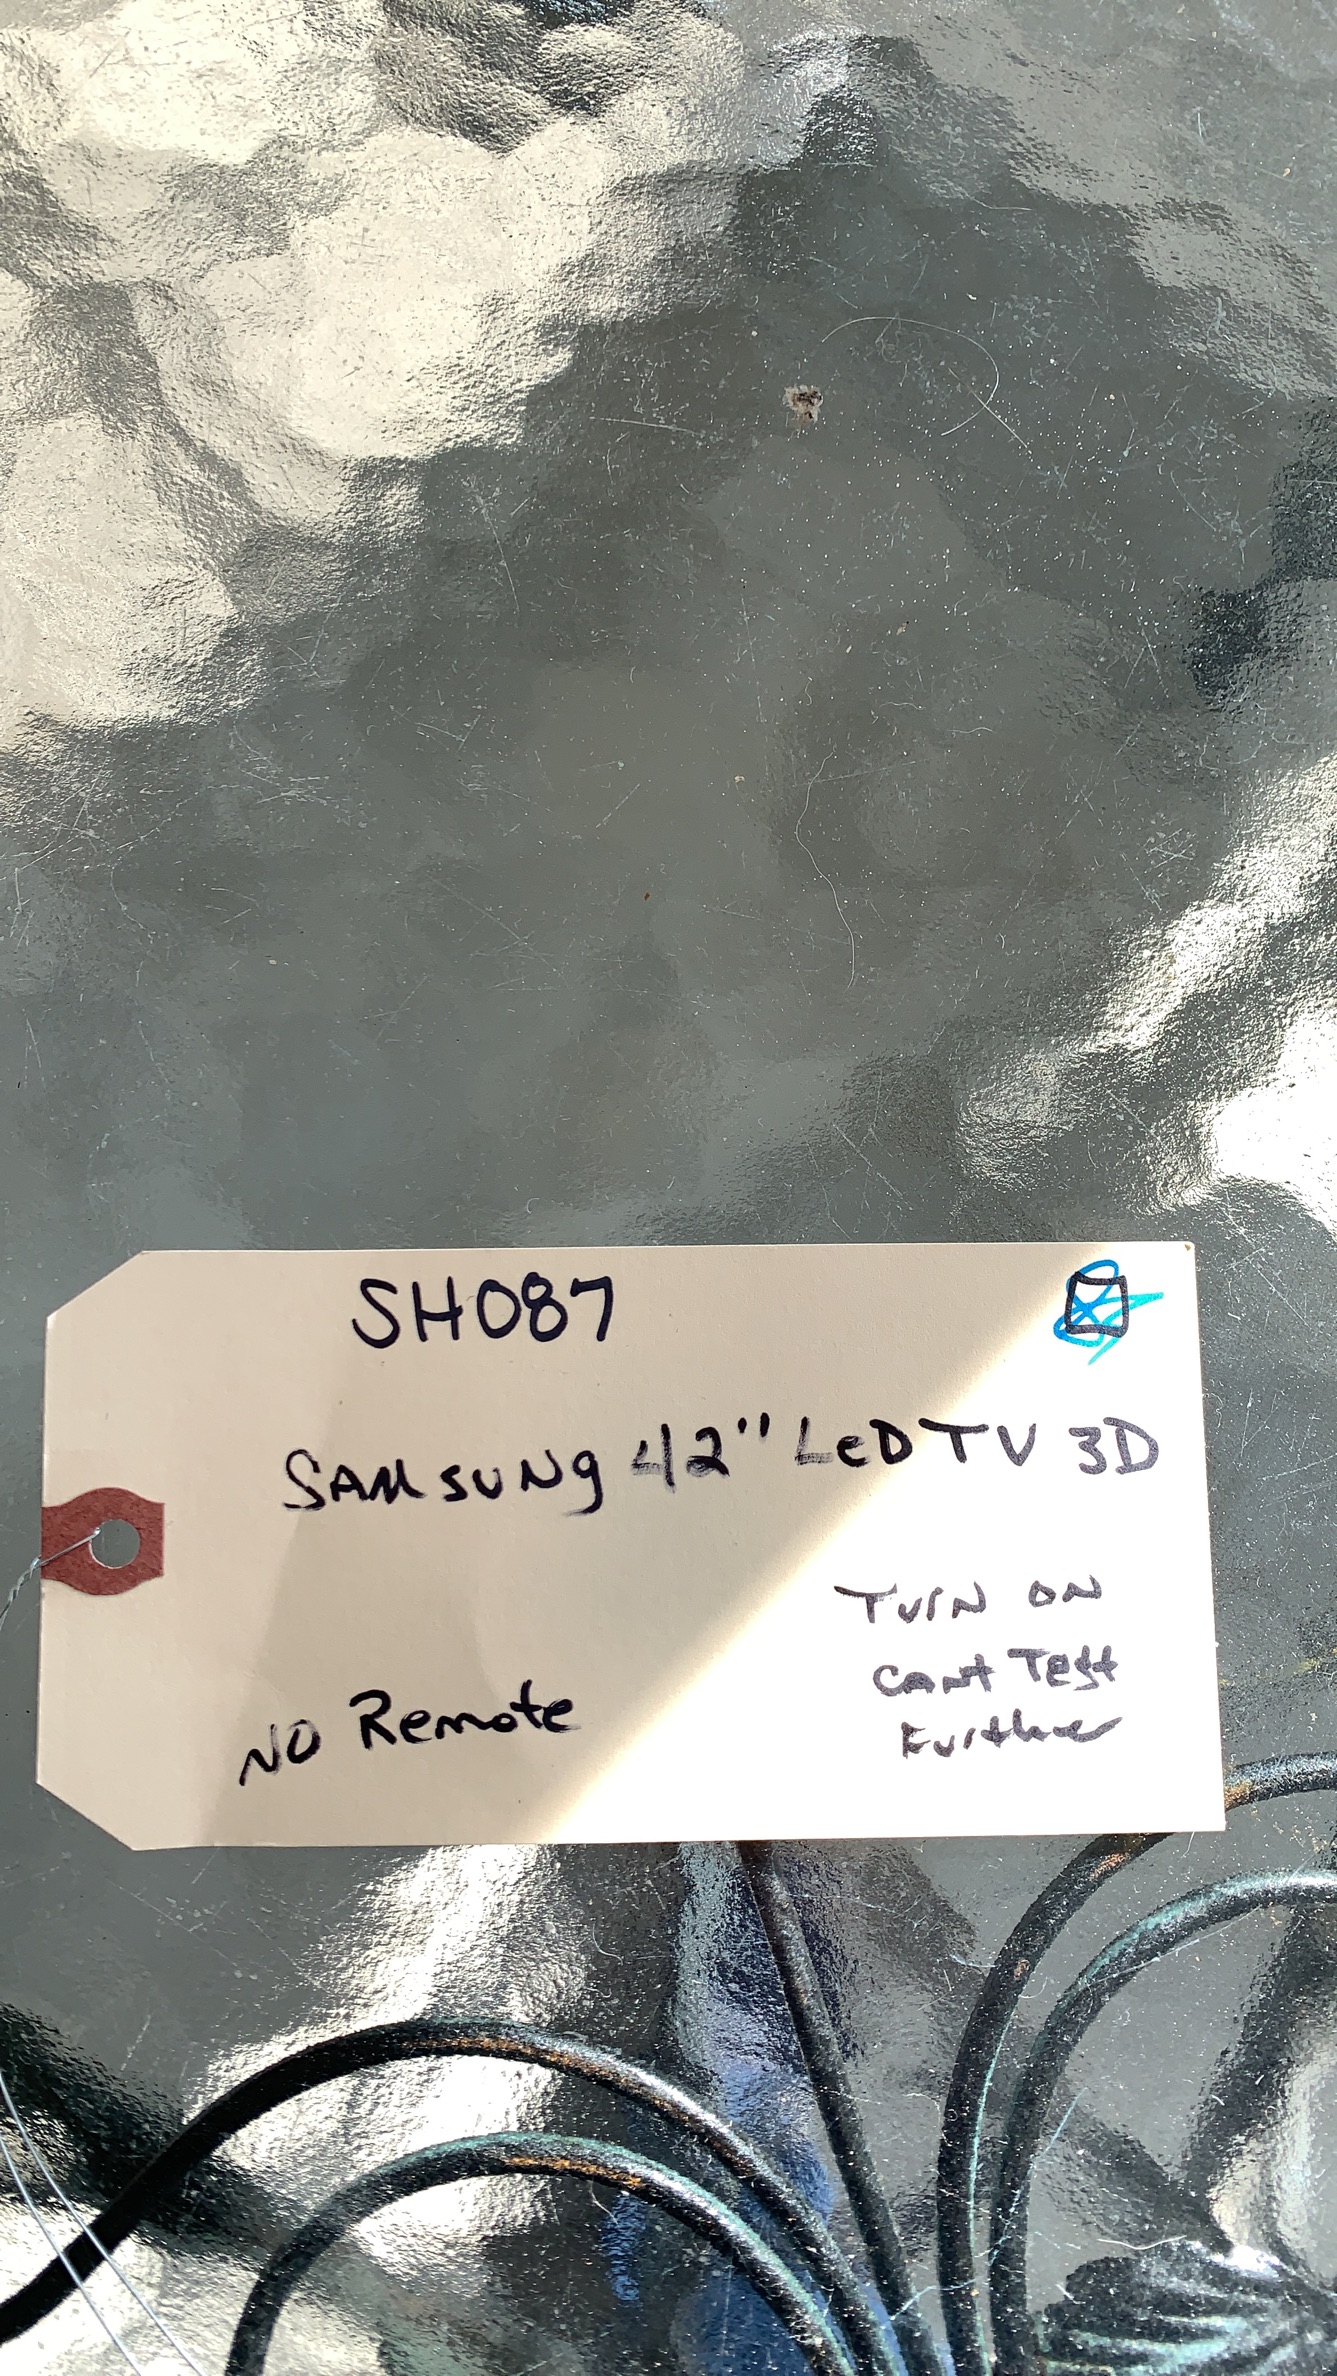 SH087
SAMSUNg 42" LeD TV 3D
TURN ON
Cant Test
Further
NO Remote